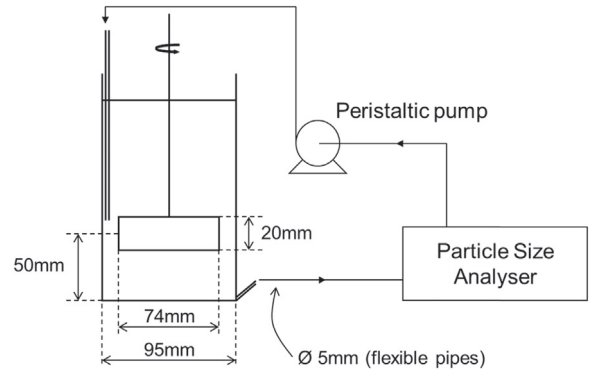 Peristaltic pump
20mm
50mm
Particle Size
Analyser
74mm
95mm
Ø 5mm (flexible pipes)